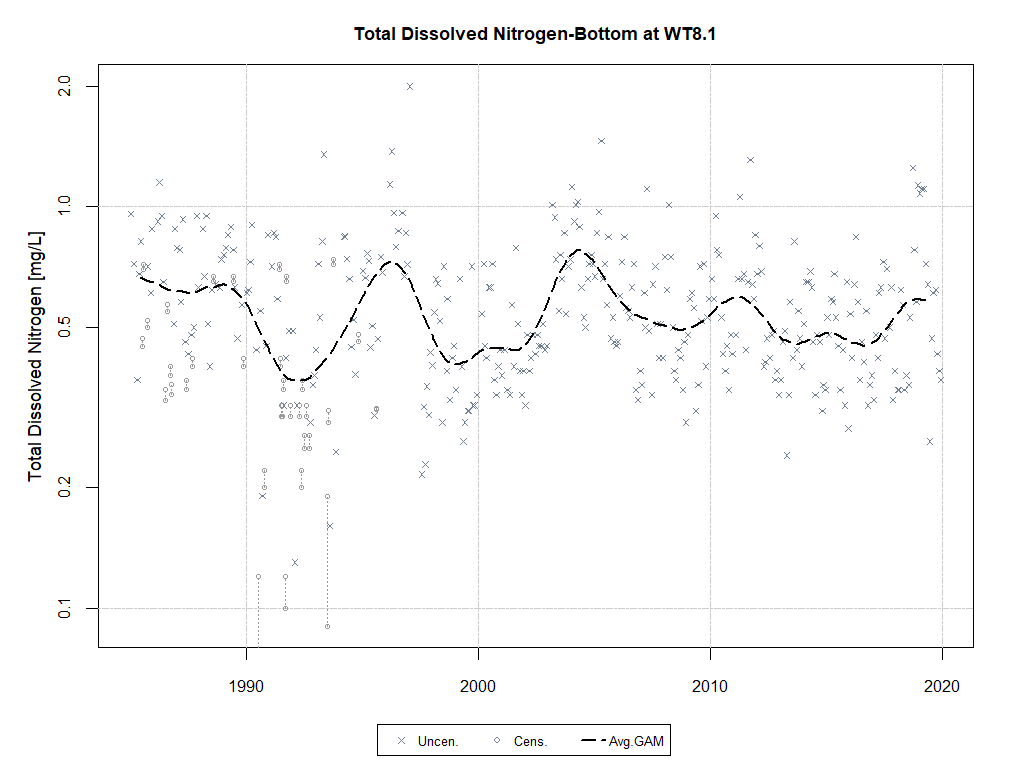 Total Dissolved Nitrogen-Bottom at WT8.1
Total Dissolved Nitrogen [mg/L]
2.0
1.0
0.5
0.2
0.1
1990 2000 2010 2020
Uncen. Cens. Avg.GAM